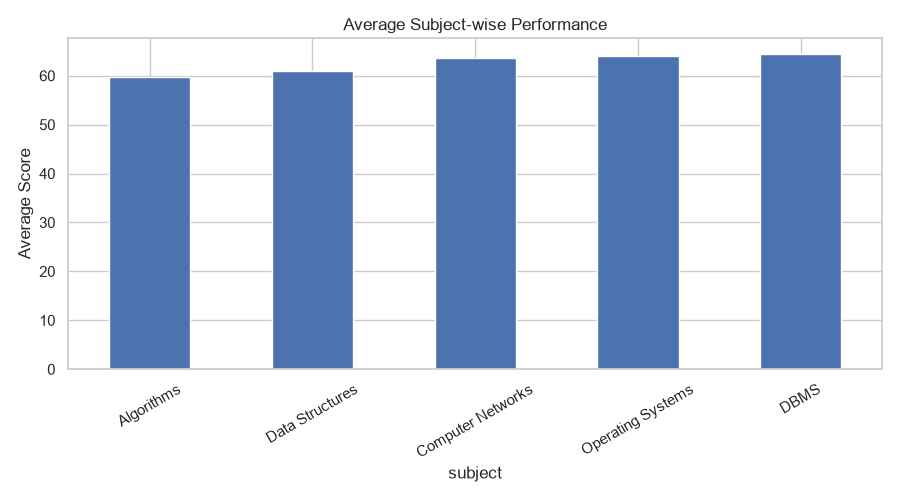 Average Subject-wise Performance
Average Score
60
50
40
30
20
10
0
Algorithms
Data Structures
Computer Networks
Operating Systems
DBMS
subject